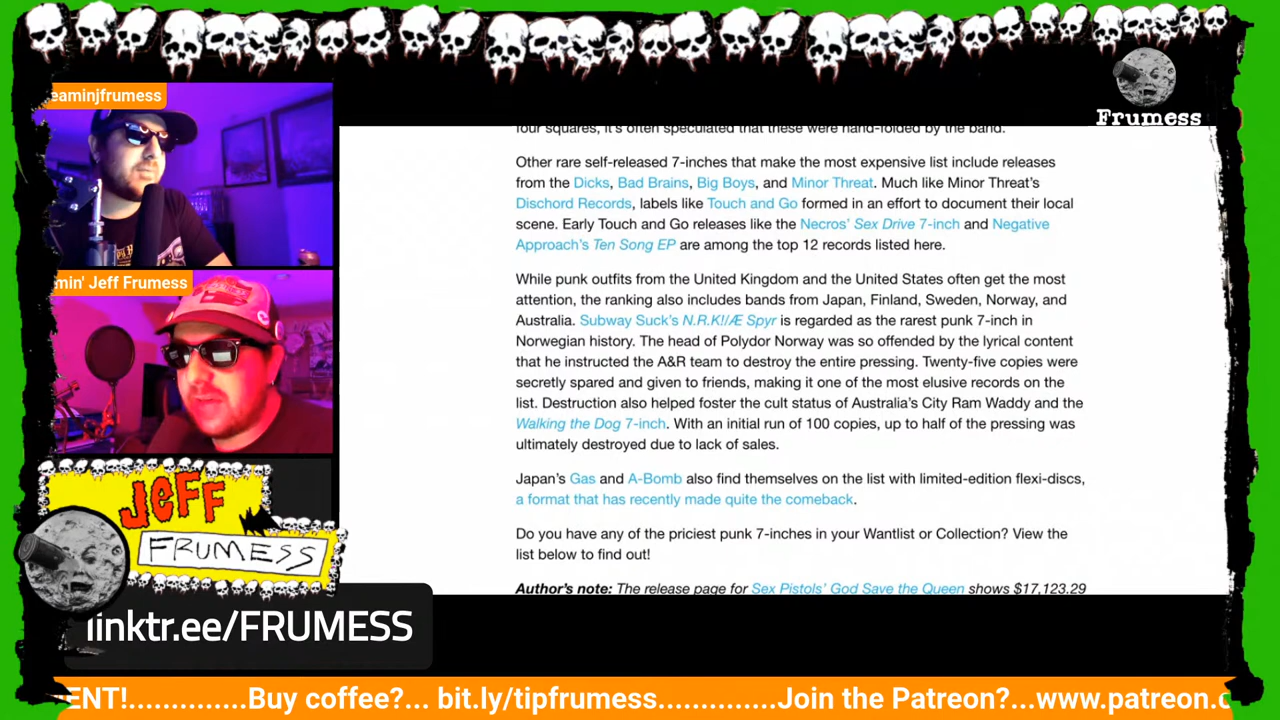 eaminjfrumess
min' Jeff Frumess
JeFF
FRUMESS
linktr.ee/FRUMESS
Frumess
four squares, it's often speculated that these were hand-folded by the band.
Other rare self-released 7-inches that make the most expensive list include releases
from the Dicks, Bad Brains, Big Boys, and Minor Threat. Much like Minor Threat's
Dischord Records, labels like Touch and Go formed in an effort to document their local
scene. Early Touch and Go releases like the Necros' Sex Drive 7-inch and Negative
Approach's Ten Song EP are among the top 12 records listed here.
While punk outfits from the United Kingdom and the United States often get the most
attention, the ranking also includes bands from Japan, Finland, Sweden, Norway, and
Australia. Subway Suck's N.R.K!/Æ Spyr is regarded as the rarest punk 7-inch in
Norwegian history. The head of Polydor Norway was so offended by the lyrical content
that he instructed the A&R team to destroy the entire pressing. Twenty-five copies were
secretly spared and given to friends, making it one of the most elusive records on the
list. Destruction also helped foster the cult status of Australia's City Ram Waddy and the
Walking the Dog 7-inch. With an initial run of 100 copies, up to half of the pressing was
ultimately destroyed due to lack of sales.
Japan's Gas and A-Bomb also find themselves on the list with limited-edition flexi-discs,
a format that has recently made quite the comeback.
Do you have any of the priciest punk 7-inches in your Wantlist or Collection? View the
list below to find out!
Author's note: The release page for Sex Pistols' God Save the Queen shows $17,123.29
ENT!.............Buy coffee?... bit.ly/tipfrumess.............Join the Patreon?...www.patreon.c